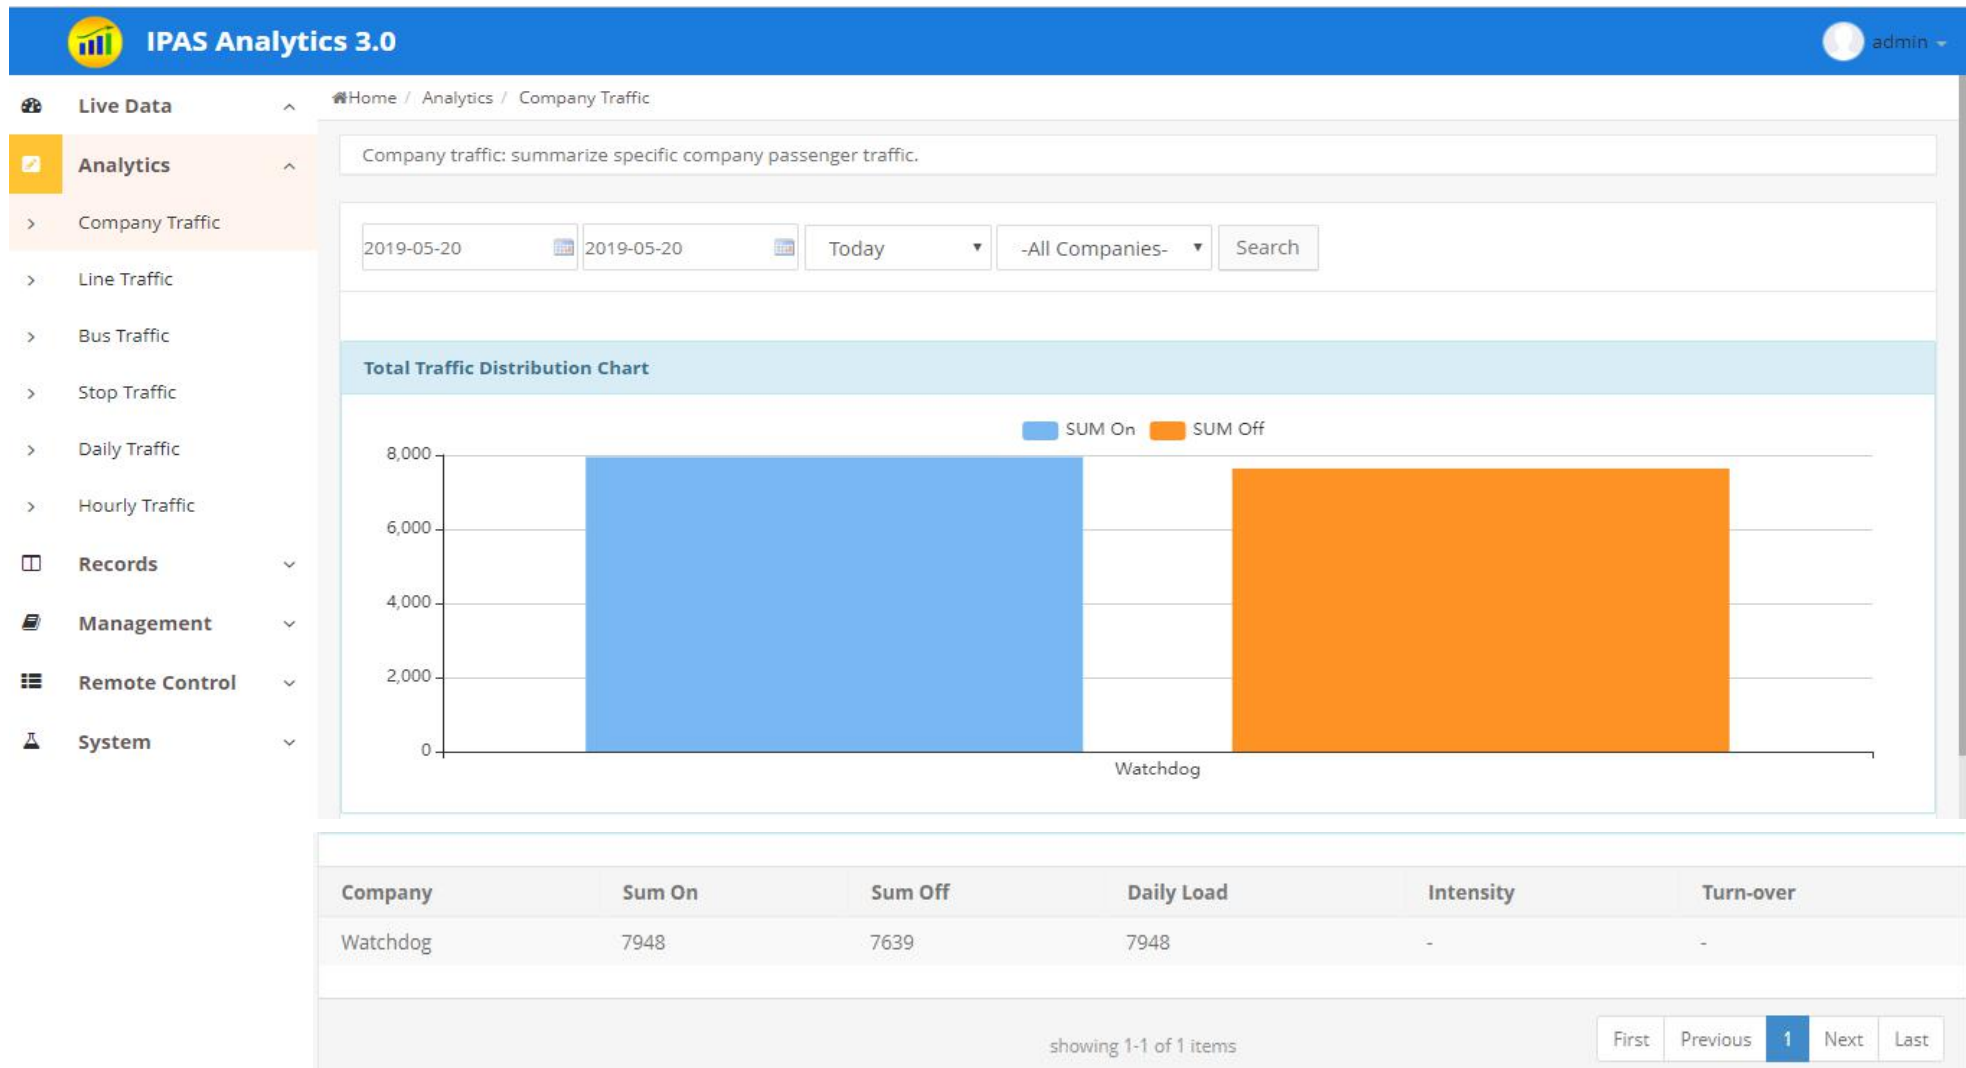 IPAS Analytics 3.0
admin
Live Data
Home / Analytics / Company Traffic
Analytics
Company traffic: summarize specific company passenger traffic.
Company Traffic
2019-05-20 2019-05-20 Today -All Companies- Search
Line Traffic
Bus Traffic
Total Traffic Distribution Chart
Stop Traffic
SUM On SUM Off
Daily Traffic
8,000
Hourly Traffic
6,000
Records
4,000
Management
2,000
Remote Control
System
0
Watchdog
Company Sum On Sum Off Daily Load Intensity Turn-over
Watchdog 7948 7639 7948 - -
showing 1-1 of 1 items
First Previous 1 Next Last